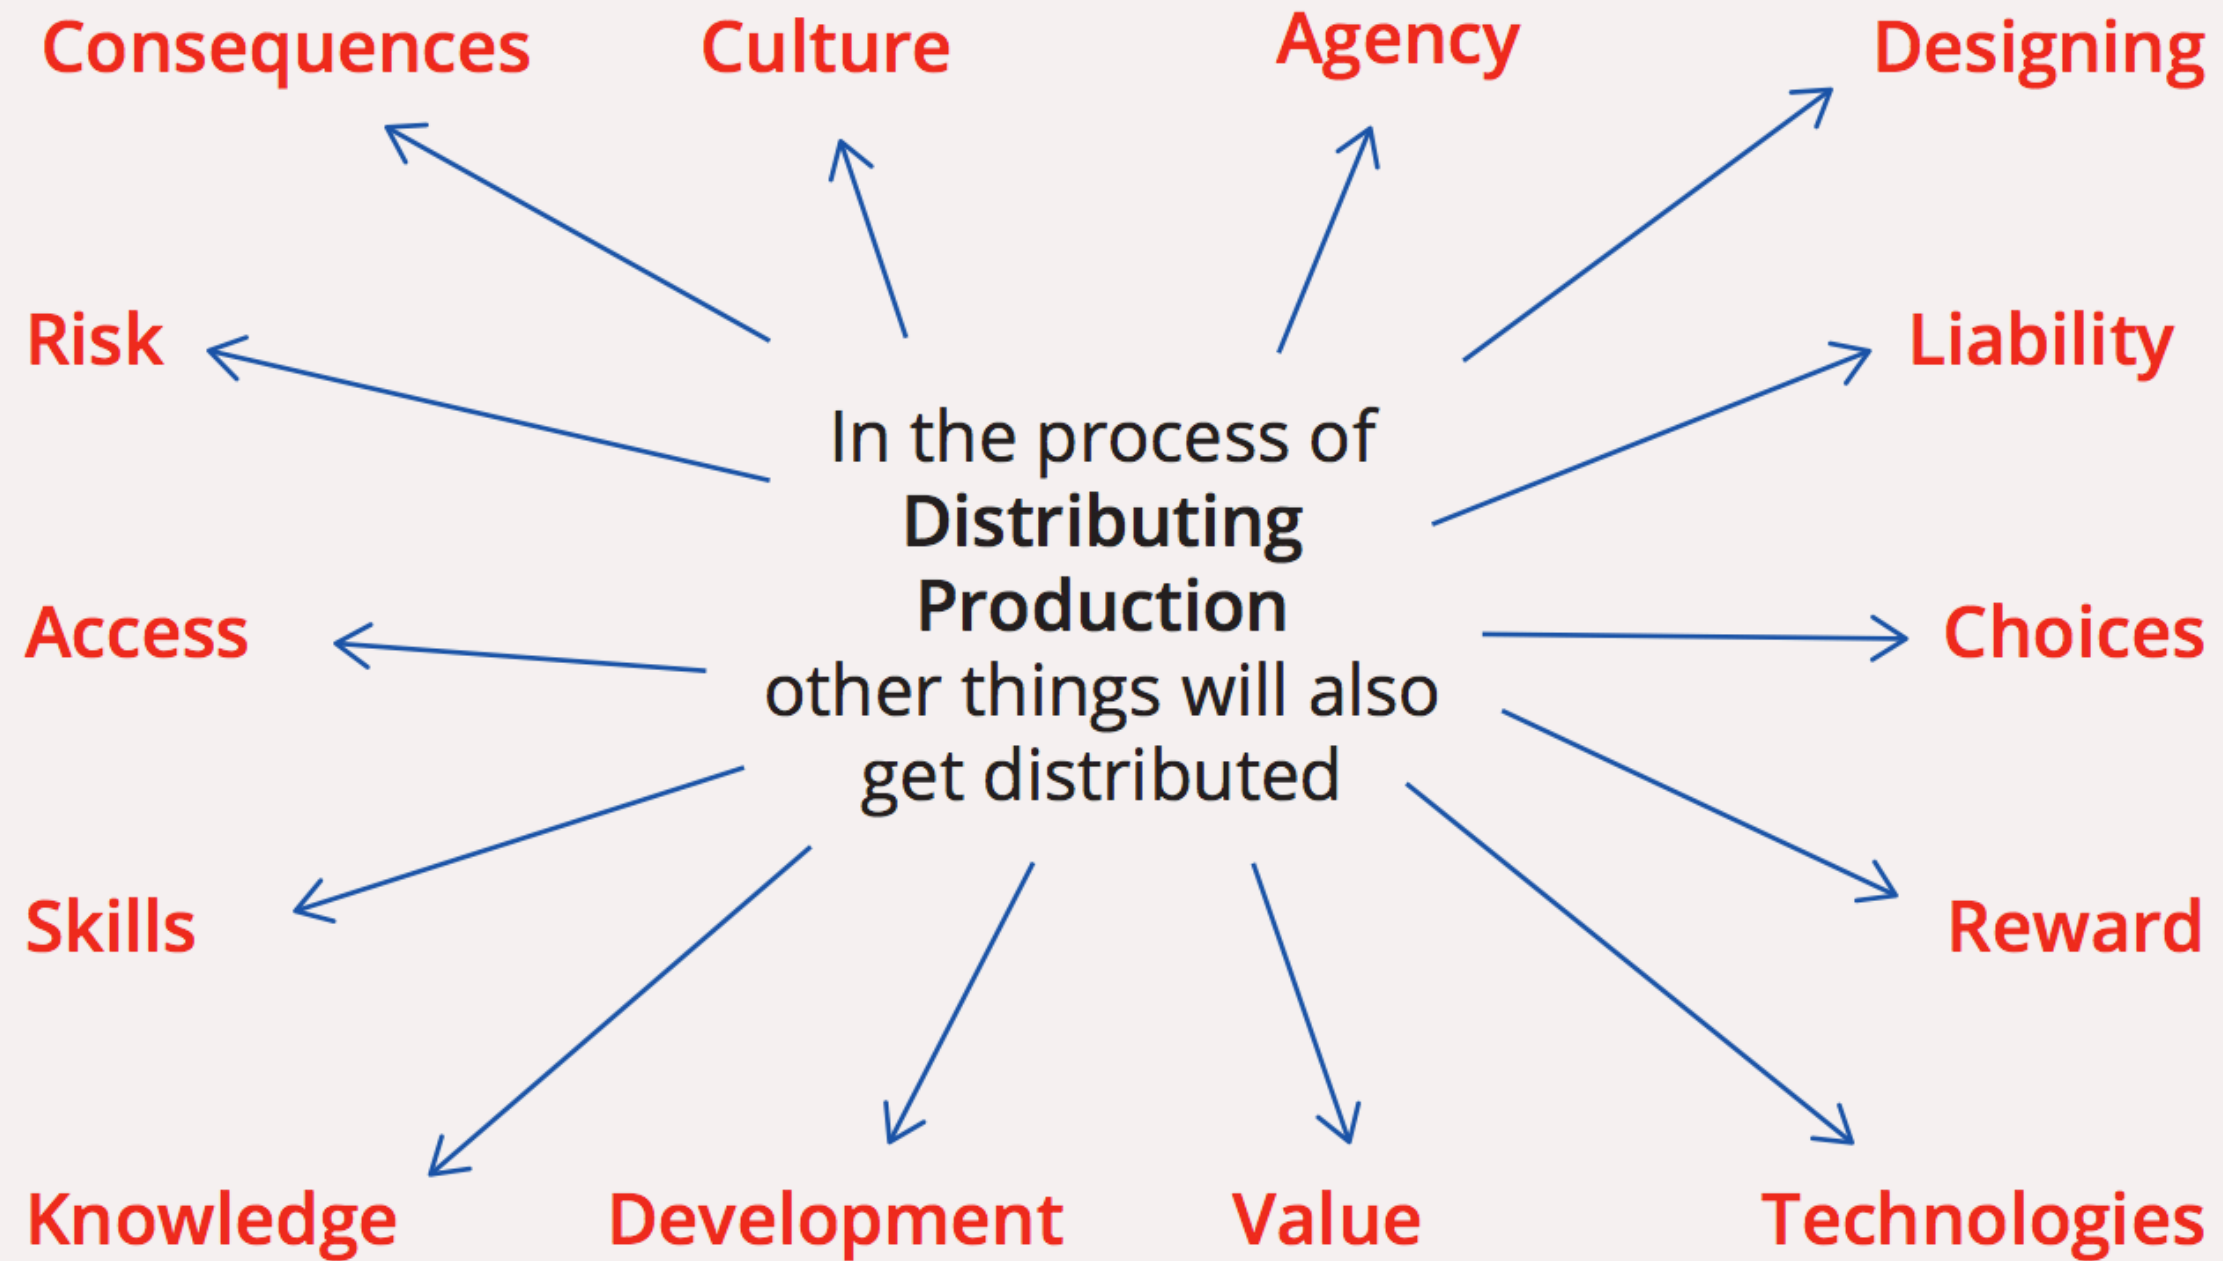 Consequences
Culture
Agency
Designing
Risk
Liability
In the process of
Distributing
Production
other things will also
get distributed
Access
Choices
Skills
Reward
Knowledge
Development
Value
Technologies